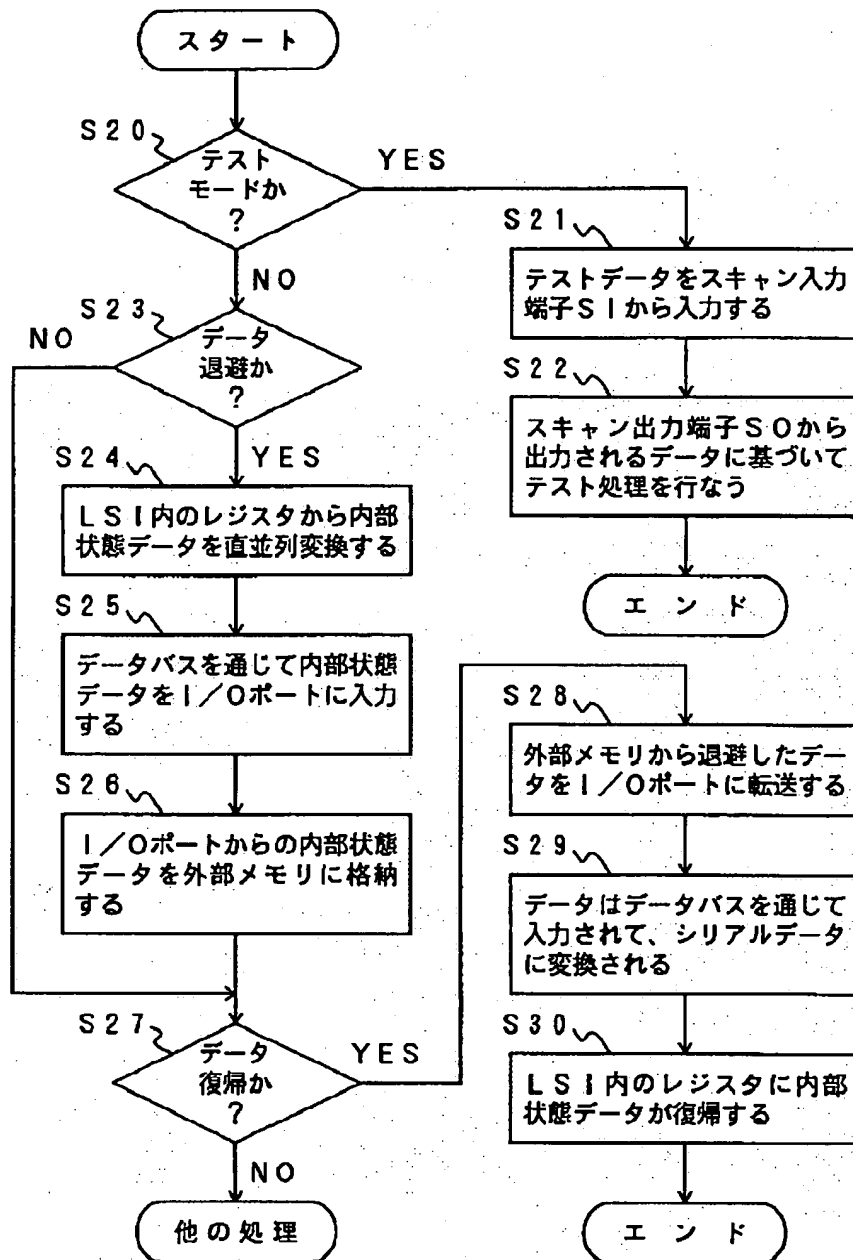 スタート
S20
テスト
モードか
?
YES
NO
S21
テストデータをスキャン入力
端子SIから入力する
S22
スキャン出力端子SOから
出力されるデータに基づいて
テスト処理を行なう
エンド
S23
データ
退避か
?
NO
YES
S24
LSI内のレジスタから内部
状態データを直並列変換する
S25
データバスを通じて内部状態
データをI/Oポートに入力
する
S26
I/Oポートからの内部状態
データを外部メモリに格納
する
S27
データ
復帰か
?
YES
NO
他の処理
S28
外部メモリから退避したデー
タをI/Oポートに転送する
S29
データはデータバスを通じて
入力されて、シリアルデータ
に変換される
S30
LSI内のレジスタに内部
状態データが復帰する
エンド